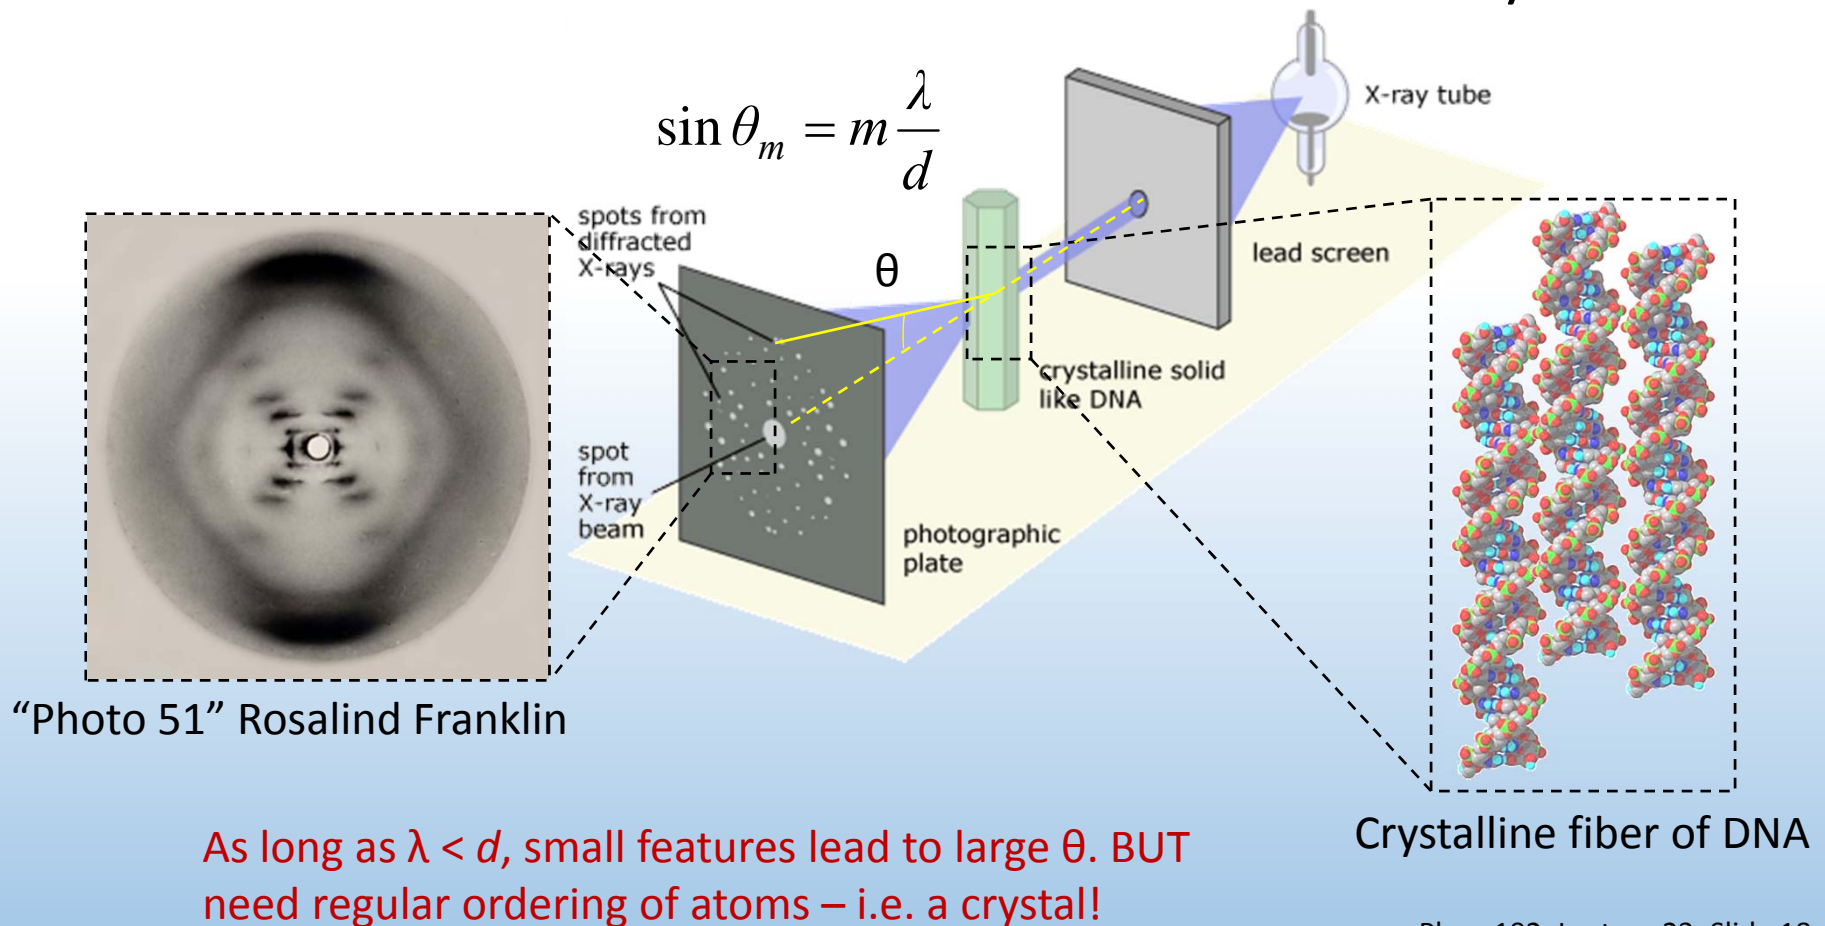 sin θm = m λ/d
X-ray tube
spots from
diffracted
X-rays
θ
lead screen
crystalline solid
like DNA
spot
from
X-ray
beam
photographic
plate
“Photo 51” Rosalind Franklin
Crystalline fiber of DNA
As long as λ < d, small features lead to large θ. BUT
need regular ordering of atoms – i.e. a crystal!